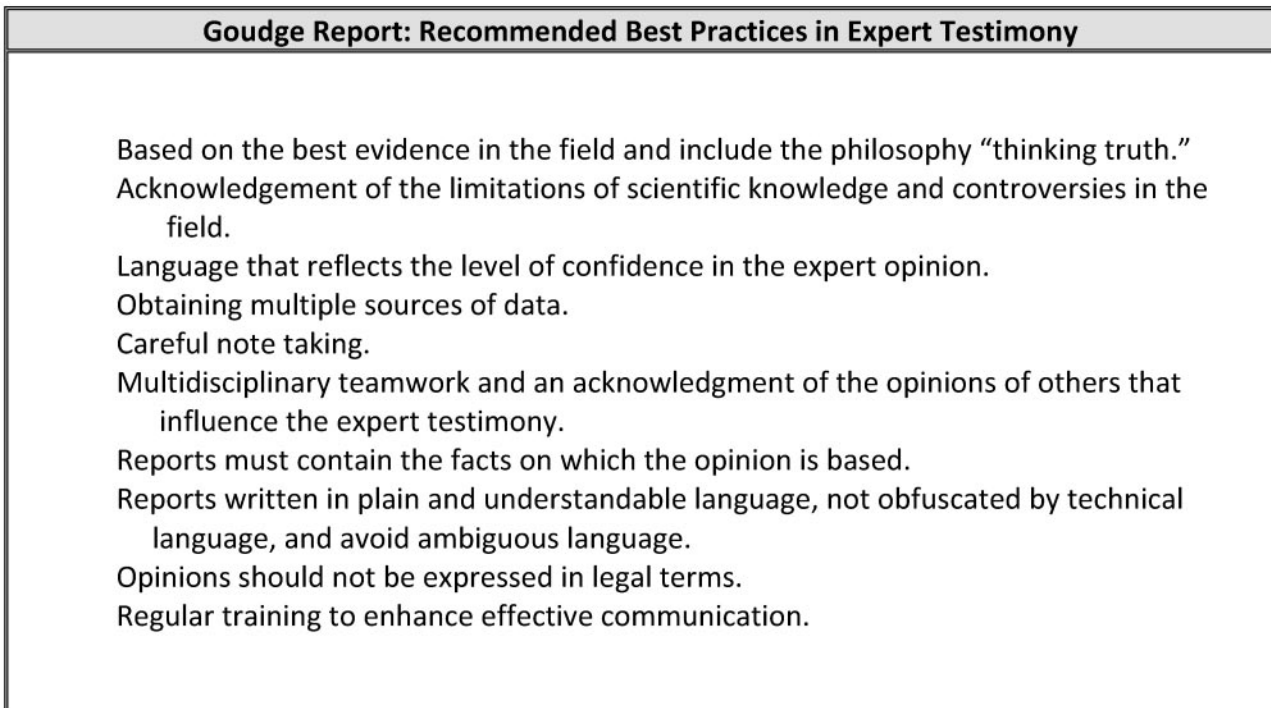 Goudge Report: Recommended Best Practices in Expert Testimony
Based on the best evidence in the field and include the philosophy “thinking truth.”
Acknowledgement of the limitations of scientific knowledge and controversies in the
field.
Language that reflects the level of confidence in the expert opinion.
Obtaining multiple sources of data.
Careful note taking.
Multidisciplinary teamwork and an acknowledgment of the opinions of others that
influence the expert testimony.
Reports must contain the facts on which the opinion is based.
Reports written in plain and understandable language, not obfuscated by technical
language, and avoid ambiguous language.
Opinions should not be expressed in legal terms.
Regular training to enhance effective communication.